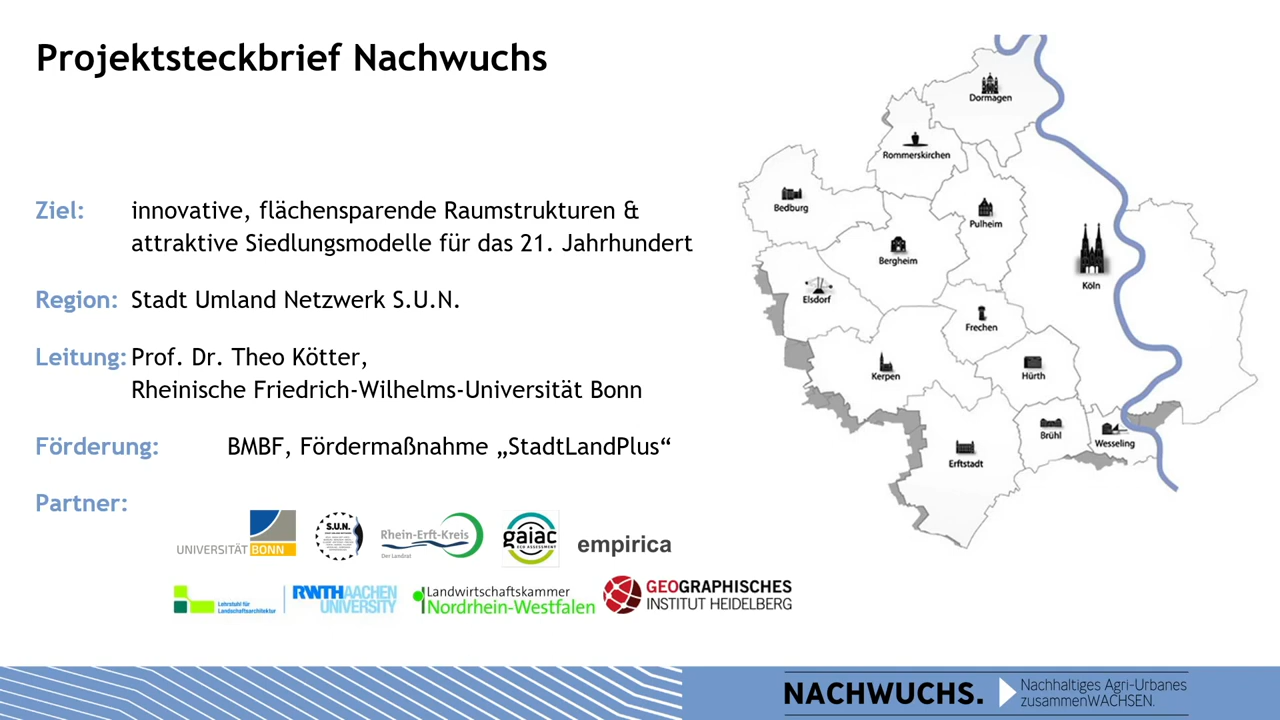 Projektsteckbrief Nachwuchs
Ziel: innovative, flächensparende Raumstrukturen &
attraktive Siedlungsmodelle für das 21. Jahrhundert
Region: Stadt Umland Netzwerk S.U.N.
Leitung: Prof. Dr. Theo Kötter,
Rheinische Friedrich-Wilhelms-Universität Bonn
Förderung: BMBF, Fördermaßnahme „StadtLandPlus“
Partner:
UNIVERSITÄT BONN
S.U.N.
Rhein-Erft-Kreis
Der Landrat
gaiac
empirica
Lehrstuhl für
Landschaftsarchitektur
RWTHAACHEN
UNIVERSITY
Landwirtschaftskammer
Nordrhein-Westfalen
GEOGRAPHISCHES
INSTITUT HEIDELBERG
Dormagen
Rommerskirchen
Bedburg
Pulheim
Bergheim
Köln
Elsdorf
Frechen
Kerpen
Hürth
Brühl
Wesseling
Erftstadt
NACHWUCHS.
Nachhaltiges Agri-Urbanes
zusammenWACHSEN.